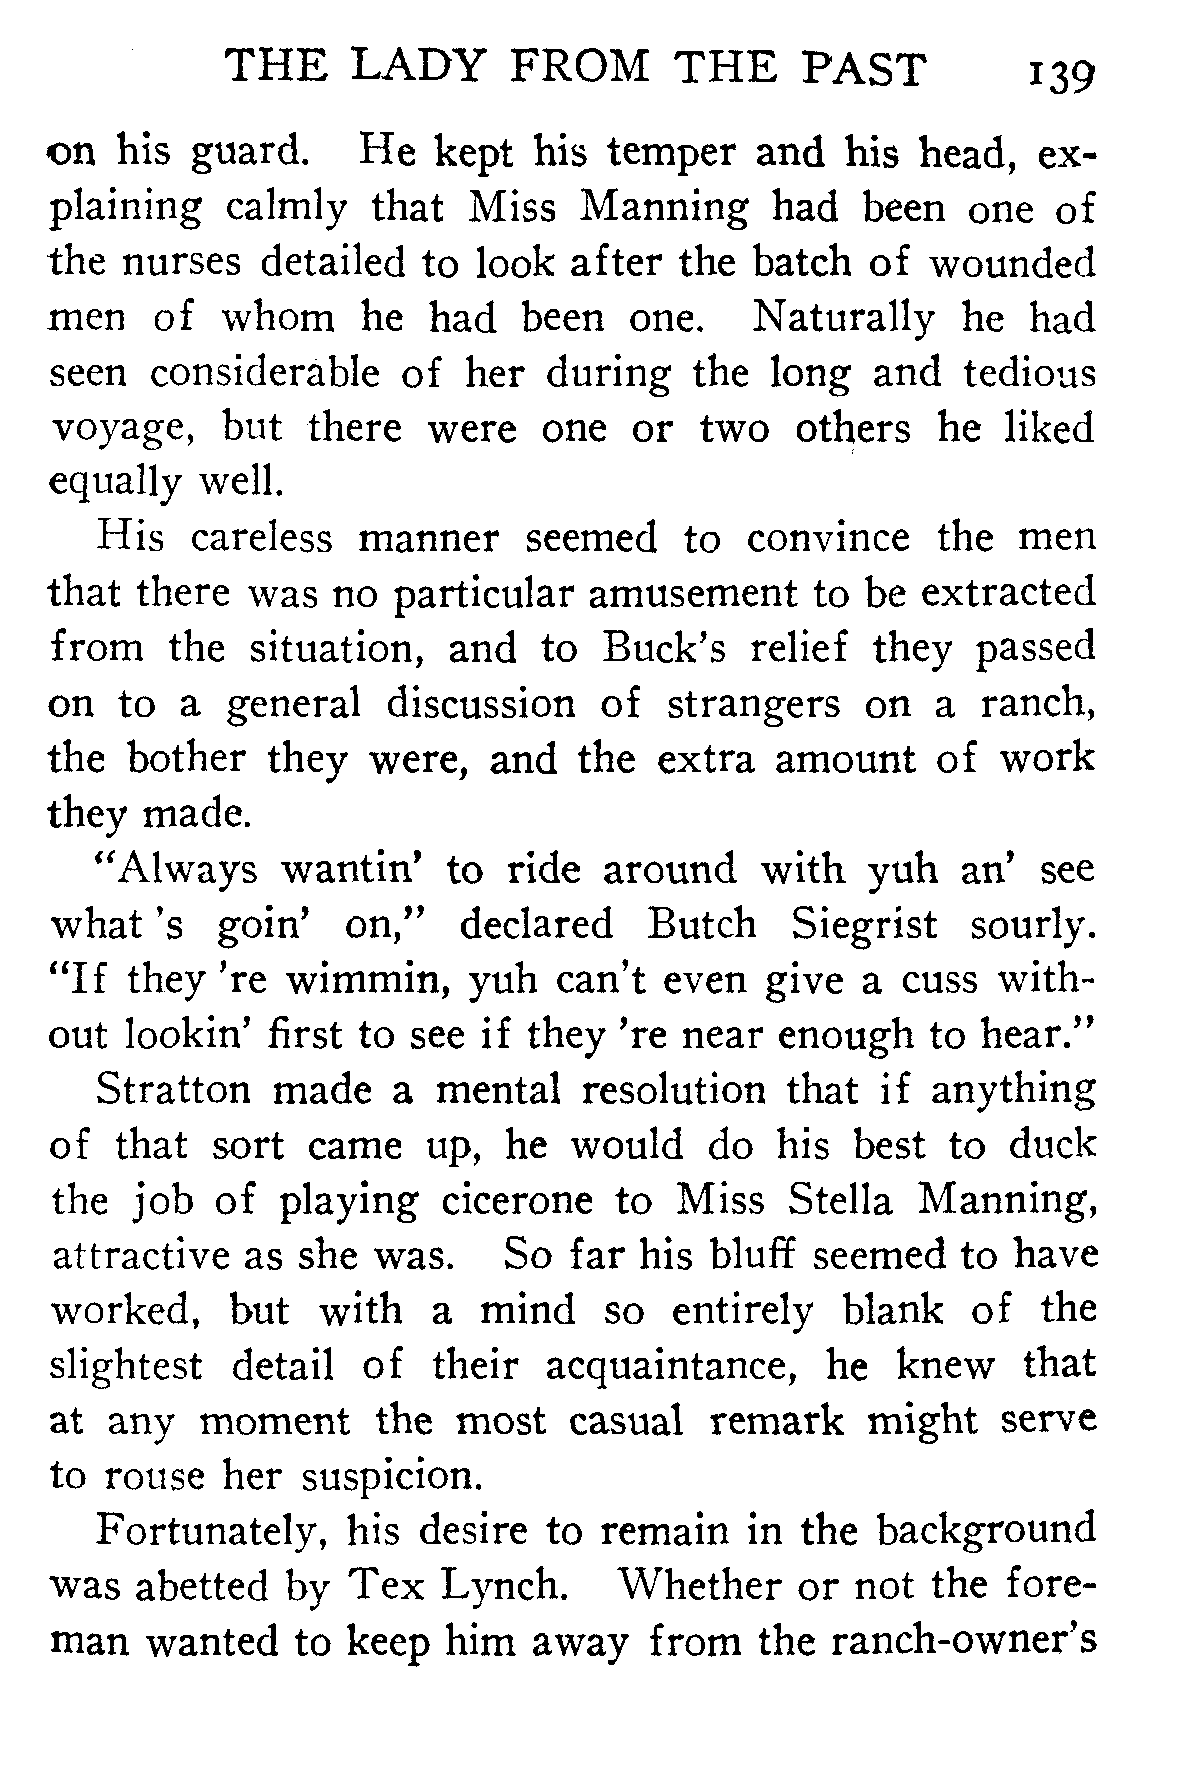 THE LADY FROM THE PAST 139
on his guard. He kept his temper and his head, ex-
plaining calmly that Miss Manning had been one of
the nurses detailed to look after the batch of wounded
men of whom he had been one. Naturally he had
seen considerable of her during the long and tedious
voyage, but there were one or two others he liked
equally well.
His careless manner seemed to convince the men
that there was no particular amusement to be extracted
from the situation, and to Buck's relief they passed
on to a general discussion of strangers on a ranch,
the bother they were, and the extra amount of work
they made.
"Always wantin' to ride around with yuh an' see
what 's goin' on," declared Butch Siegrist sourly.
"If they 're wimmin, yuh can't even give a cuss with-
out lookin' first to see if they 're near enough to hear."
Stratton made a mental resolution that if anything
of that sort came up, he would do his best to duck
the job of playing cicerone to Miss Stella Manning,
attractive as she was. So far his bluff seemed to have
worked, but with a mind so entirely blank of the
slightest detail of their acquaintance, he knew that
at any moment the most casual remark might serve
to rouse her suspicion.
Fortunately, his desire to remain in the background
was abetted by Tex Lynch. Whether or not the fore-
man wanted to keep him away from the ranch-owner's